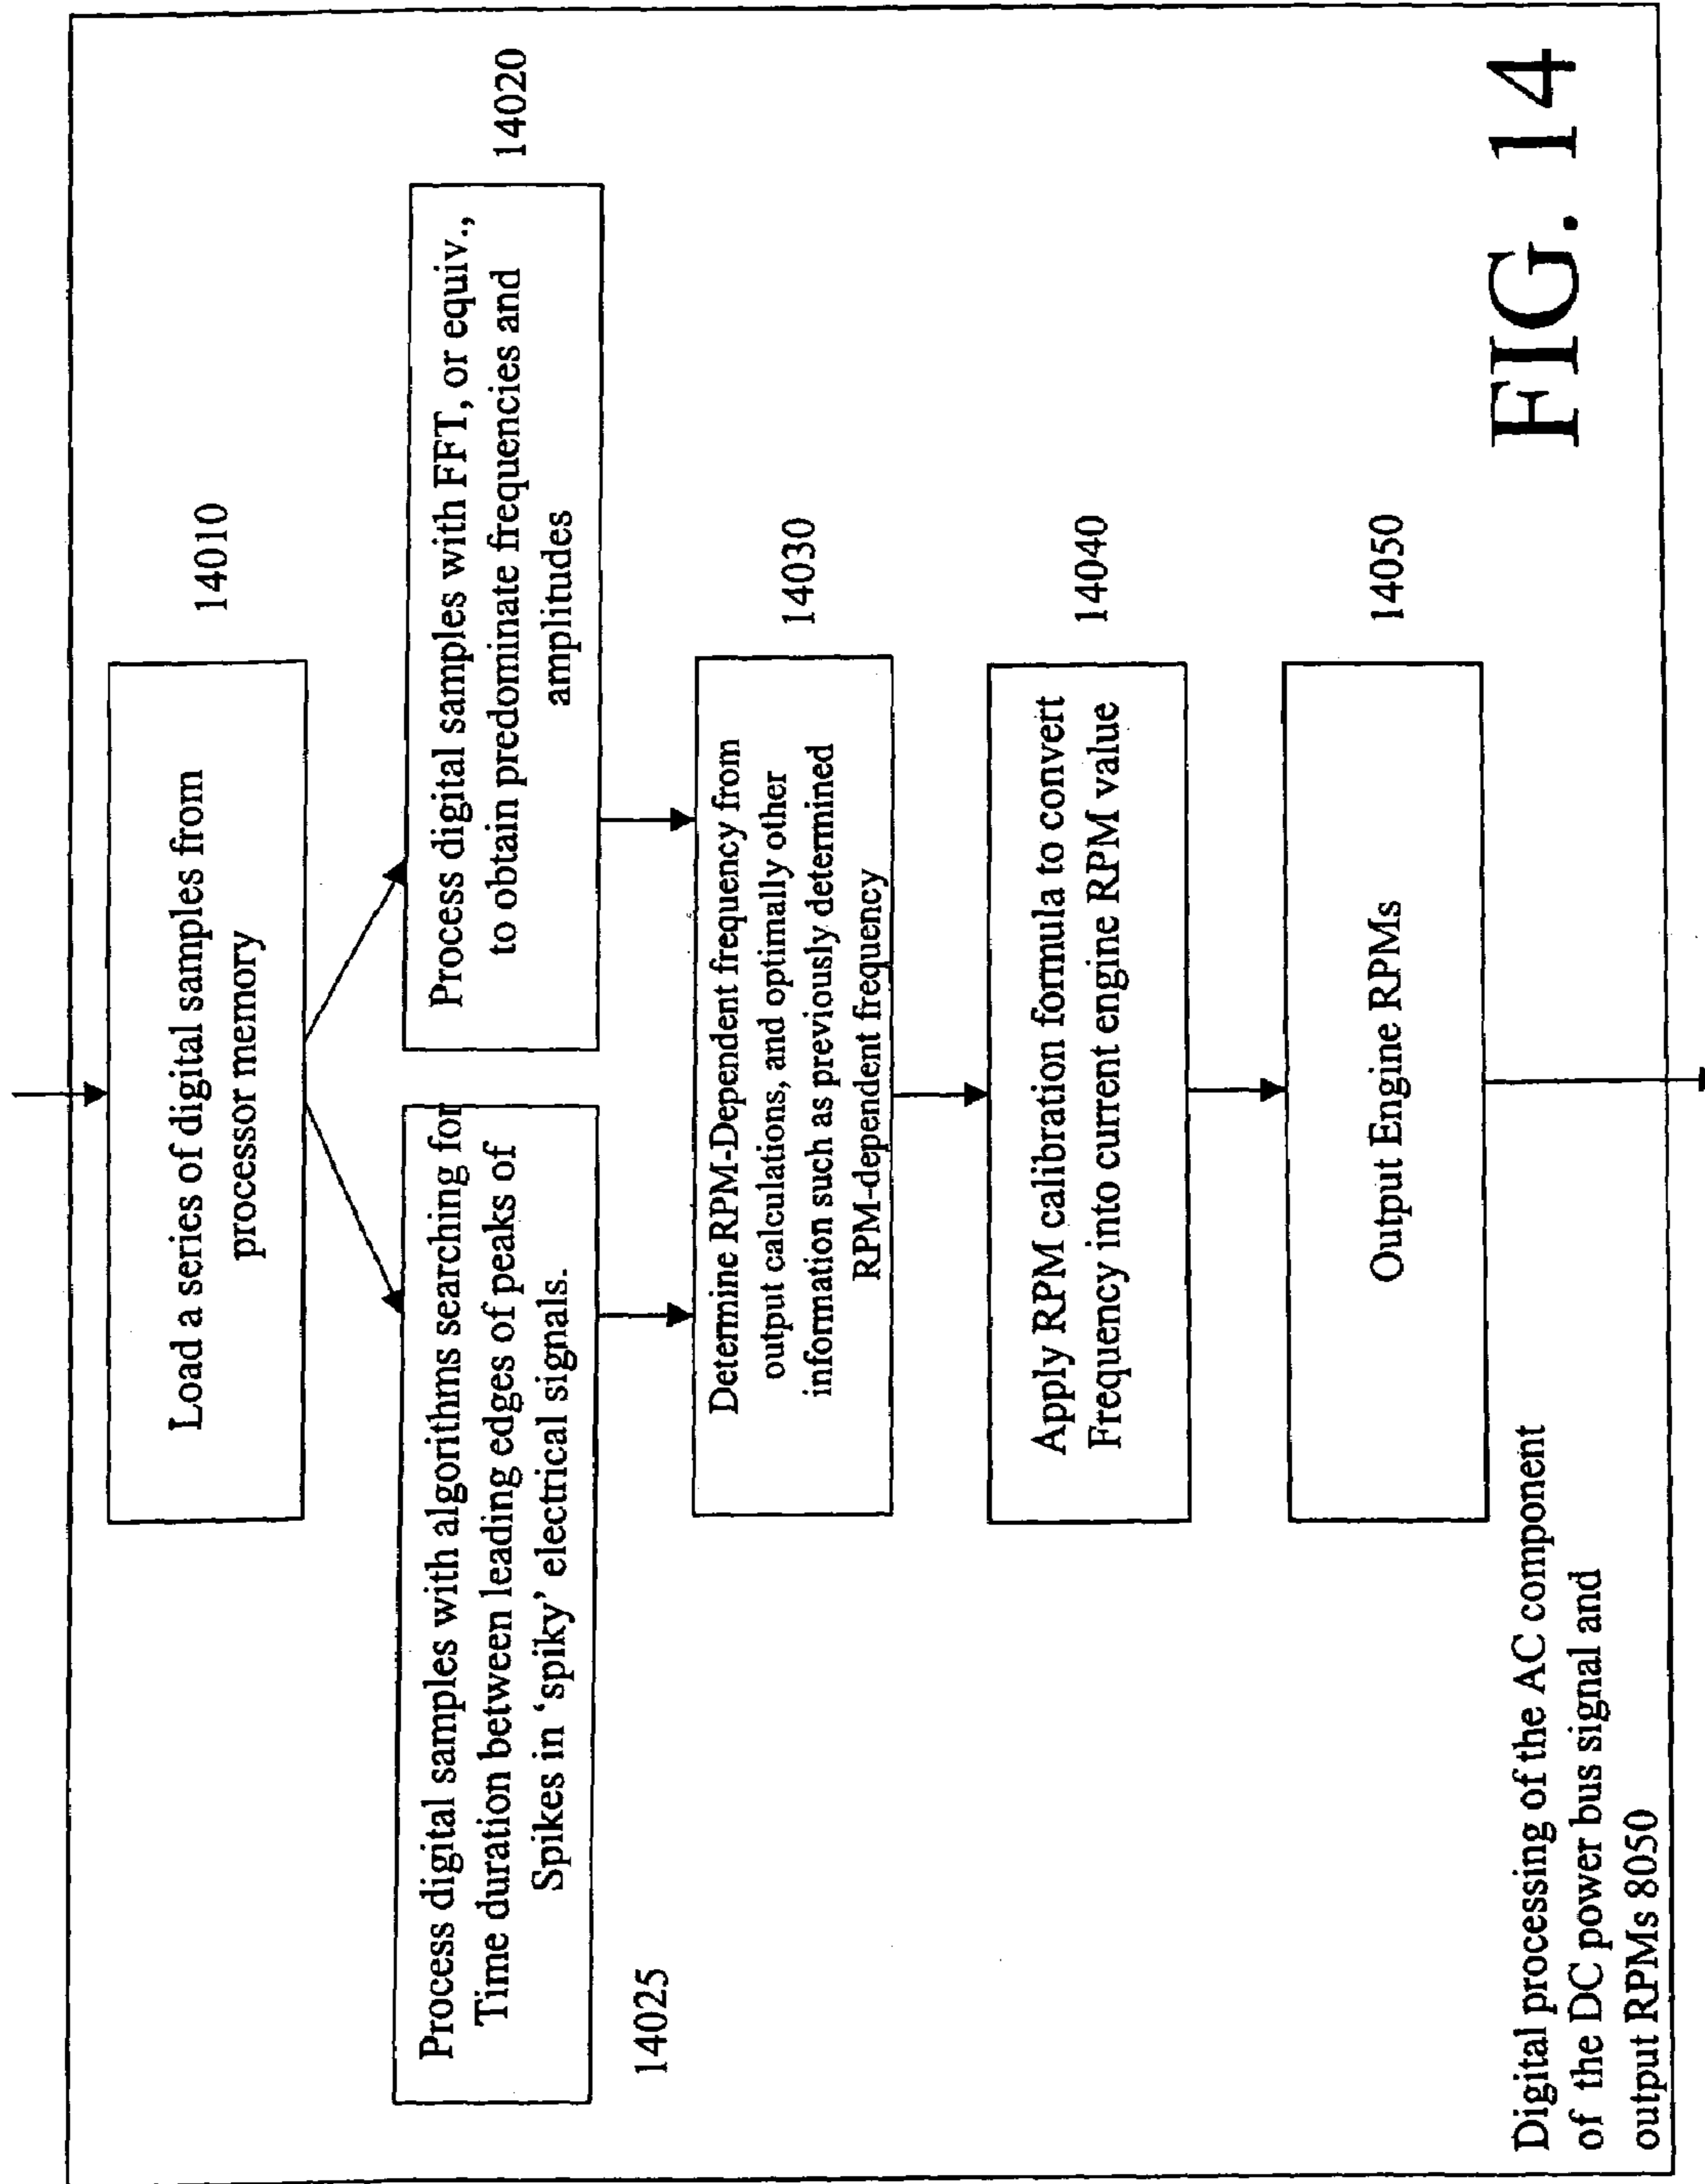 Load a series of digital samples from
processor memory
14010
Process digital samples with algorithms searching for
Time duration between leading edges of peaks of
Spikes in ‘spiky’ electrical signals.
14025
Process digital samples with FFT, or equiv.,
to obtain predominate frequencies and
amplitudes
14020
Determine RPM-Dependent frequency from
output calculations, and optimally other
information such as previously determined
RPM-dependent frequency
14030
Apply RPM calibration formula to convert
Frequency into current engine RPM value
14040
Output Engine RPMs
14050
Digital processing of the AC component
of the DC power bus signal and
output RPMs 8050
FIG. 14